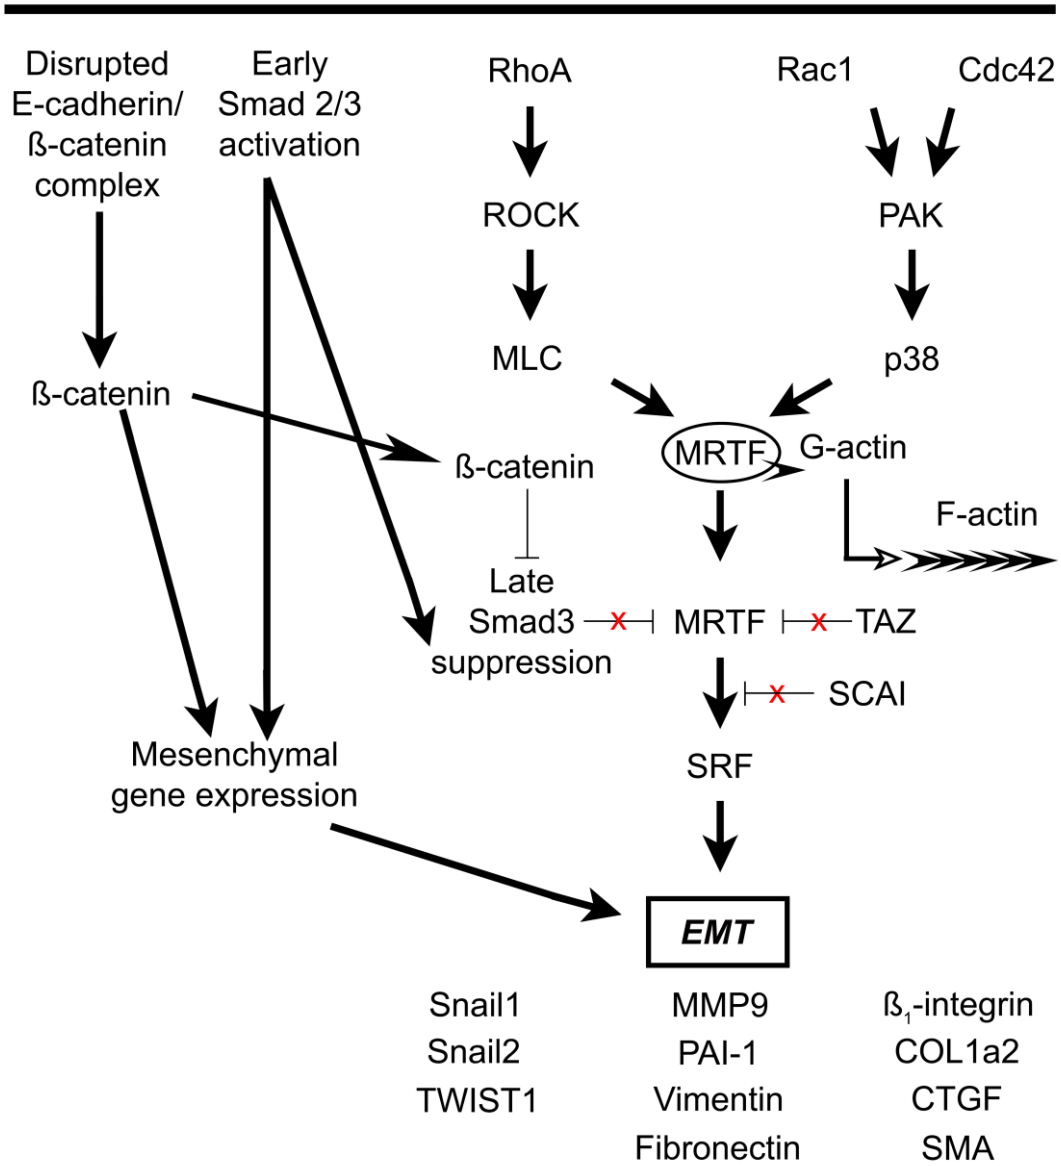 Disrupted
E-cadherin/
ß-catenin
complex
Early
Smad 2/3
activation
RhoA
Rac1
Cdc42
ROCK
PAK
MLC
p38
ß-catenin
ß-catenin
MRTF
G-actin
F-actin
Late
Smad3
suppression
x
MRTF
x
TAZ
x
SCAI
SRF
Mesenchymal
gene expression
EMT
Snail1
Snail2
TWIST1
MMP9
PAI-1
Vimentin
Fibronectin
ß1-integrin
COL1a2
CTGF
SMA